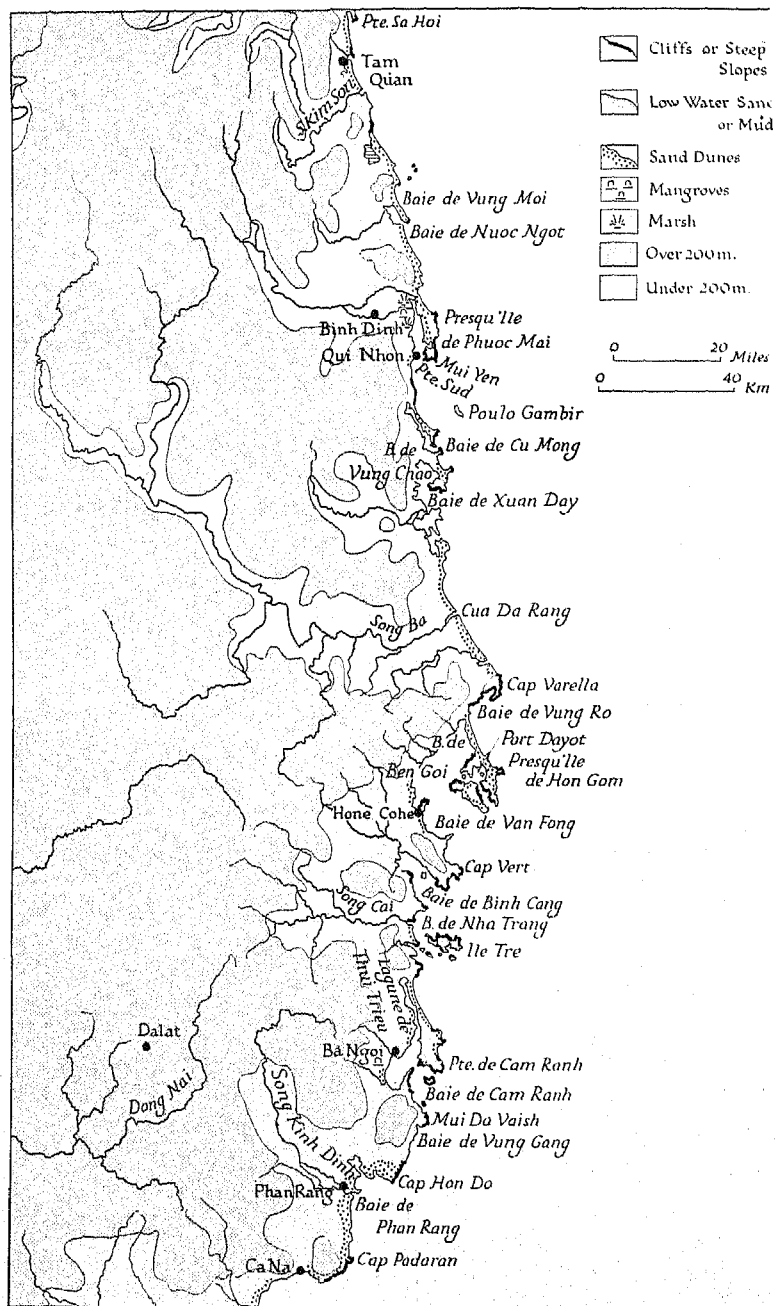 Pte. Sa Hoi
Tam
Quan
S. Kim Son
Baie de Vung Moi
Baie de Nuoc Ngot
Binh Dinh
Presqu'Ile
de Phuoc Mai
Qui Nhon
Mui Yen
Pte. Sud
Poulo Gambir
Baie de Cu Mong
B. de
Vung Chao
Baie de Xuan Day
Cua Da Rang
Song Ba
Cap Varella
Baie de Vung Ro
B. de
Ben Goi
Port Dayot
Presqu'Ile
de Hon Gom
Hone Cohe
Baie de Van Fong
Cap Vert
Baie de Binh Cang
Song Cai
B. de Nha Trang
Ile Tre
Lagune de
Thui Trieu
Dalat
Ba Ngoi
Dong Nai
Pte. de Cam Ranh
Baie de Cam Ranh
Mui Da Vaish
Baie de Vung Gang
Song Kinh Dinh
Cap Hon Do
Phan Rang
Baie de
Phan Rang
Ca Na
Cap Padaran
Cliffs or Steep
Slopes
Low Water Sand
or Mud
Sand Dunes
Mangroves
Marsh
Over 200m.
Under 200m.
0 20 Miles
0 40 Km